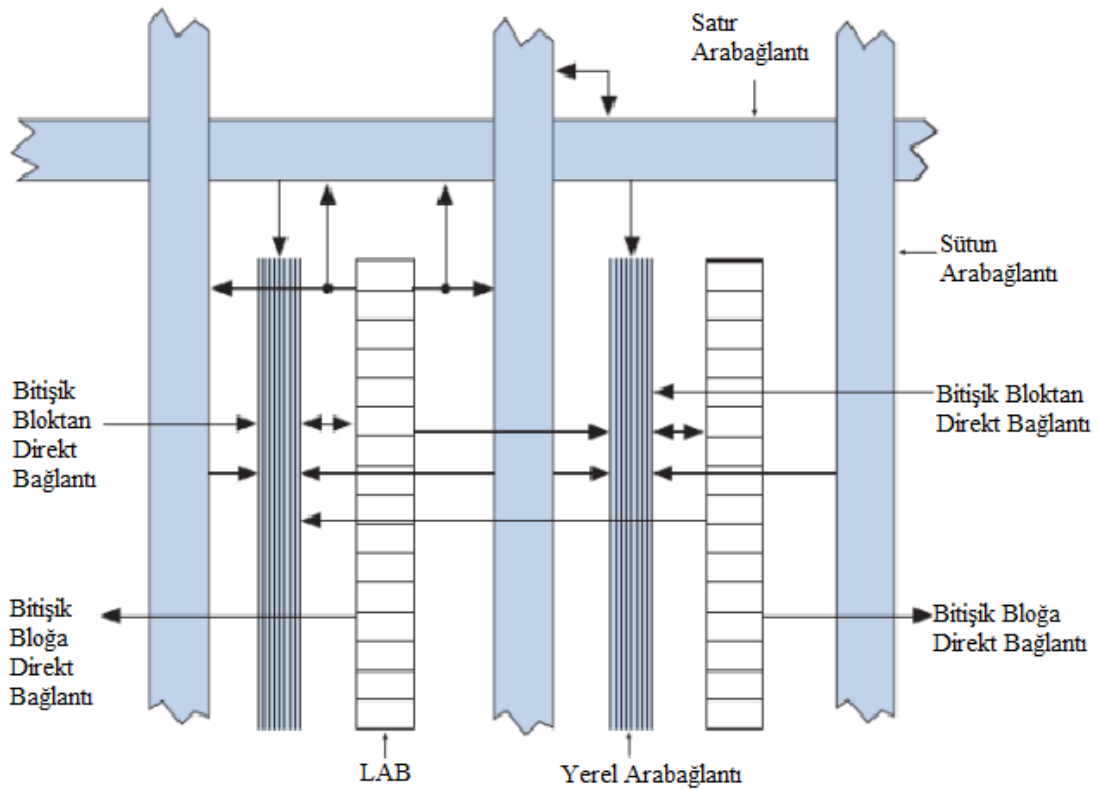 Satır
Arabağlantı
Sütun
Arabağlantı
Bitişik
Bloktan
Direkt
Bağlantı
Bitişik Bloktan
Direkt Bağlantı
Bitişik
Bloğa
Direkt
Bağlantı
Bitişik Bloğa
Direkt Bağlantı
LAB
Yerel Arabağlantı